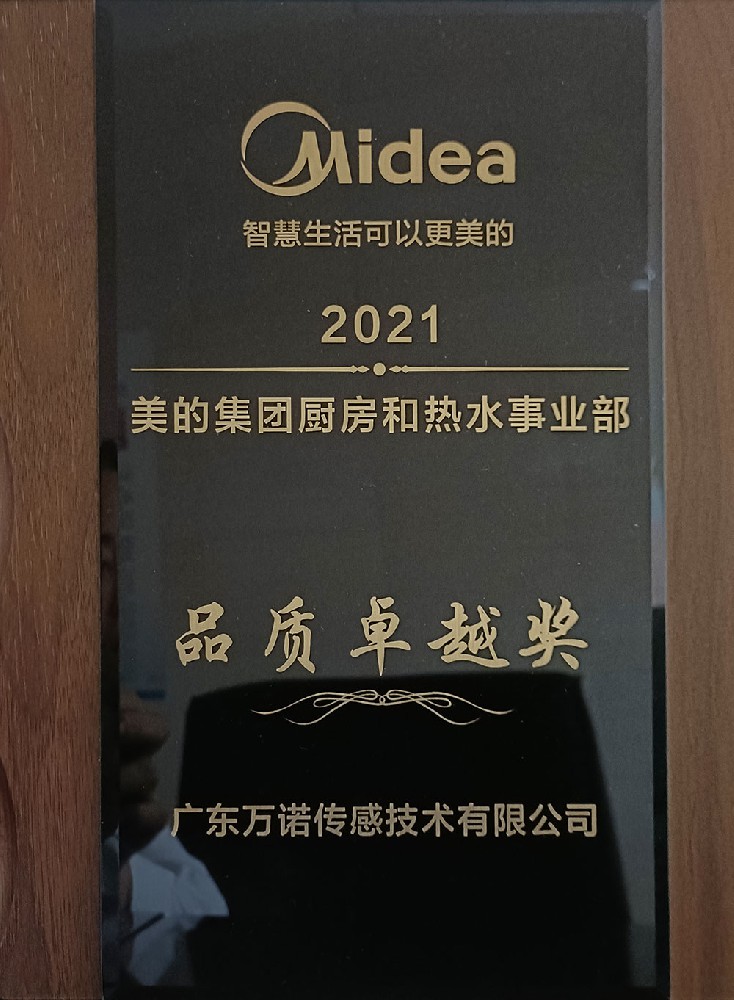 Midea
智慧生活可以更美的
2021
美的集团厨房和热水事业部
品质卓越奖
广东万诺传感技术有限公司